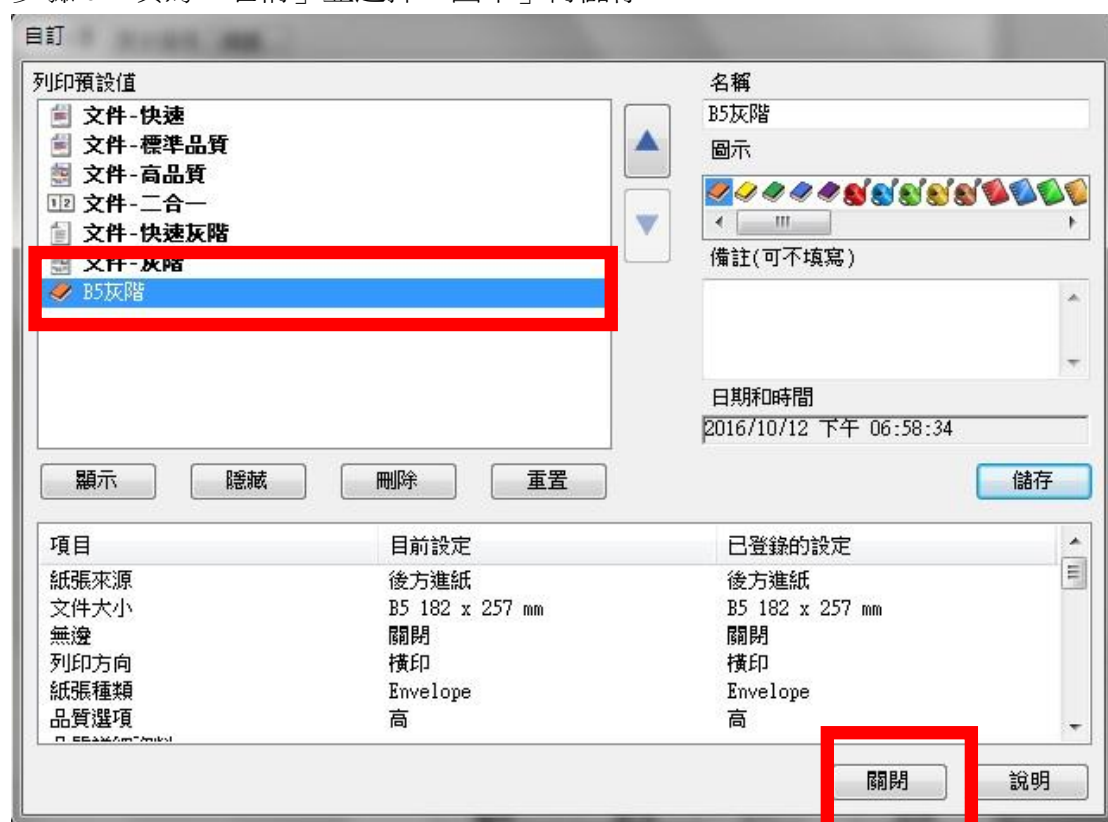 自訂
列印預設值
文件-快速
文件-標準品質
文件-高品質
12 文件-二合一
文件-快速灰階
文件-灰階
B5灰階
名稱
B5灰階
圖示
備註(可不填寫)
日期和時間
2016/10/12 下午 06:58:34
顯示 隱藏 刪除 重置 儲存
項目 目前設定 已登錄的設定
紙張來源 後方進紙 後方進紙
文件大小 B5 182 x 257 mm B5 182 x 257 mm
無邊 關閉 關閉
列印方向 橫印 橫印
紙張種類 Envelope Envelope
品質選項 高 高
關閉 說明